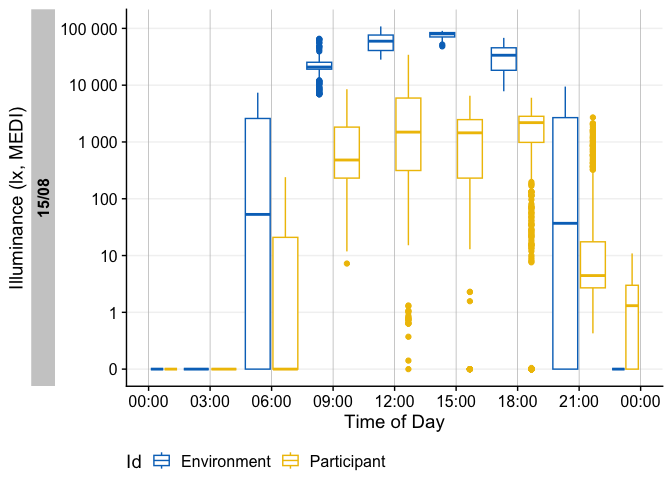 Illuminance (lx, MEDI)
15/08
100 000
10 000
1 000
100
10
1
0
00:00 03:00 06:00 09:00 12:00 15:00 18:00 21:00 00:00
Time of Day
Id Environment Participant